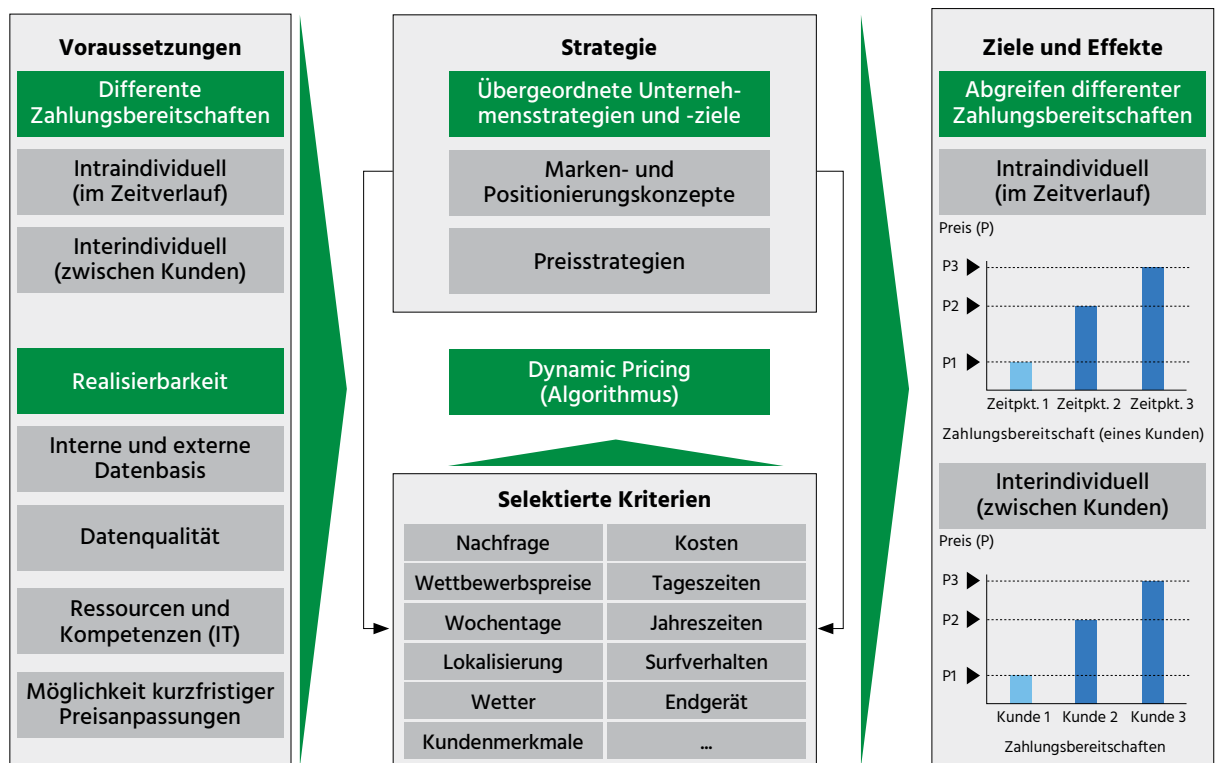 Voraussetzungen
Differente
Zahlungsbereitschaften
Intraindividuell
(im Zeitverlauf)
Interindividuell
(zwischen Kunden)
Realisierbarkeit
Interne und externe
Datenbasis
Datenqualität
Ressourcen und
Kompetenzen (IT)
Möglichkeit kurzfristiger
Preisanpassungen
Strategie
Übergeordnete Unterneh-
mensstrategien und -ziele
Marken- und
Positionierungskonzepte
Preisstrategien
Dynamic Pricing
(Algorithmus)
Selektierte Kriterien
Nachfrage
Kosten
Wettbewerbspreise
Tageszeiten
Wochentage
Jahreszeiten
Lokalisierung
Surfverhalten
Wetter
Endgerät
Kundenmerkmale
...
Ziele und Effekte
Abgreifen differenter
Zahlungsbereitschaften
Intraindividuell
(im Zeitverlauf)
Preis (P)
P3
P2
P1
Zeitpkt. 1 Zeitpkt. 2 Zeitpkt. 3
Zahlungsbereitschaft (eines Kunden)
Interindividuell
(zwischen Kunden)
Preis (P)
P3
P2
P1
Kunde 1 Kunde 2 Kunde 3
Zahlungsbereitschaften